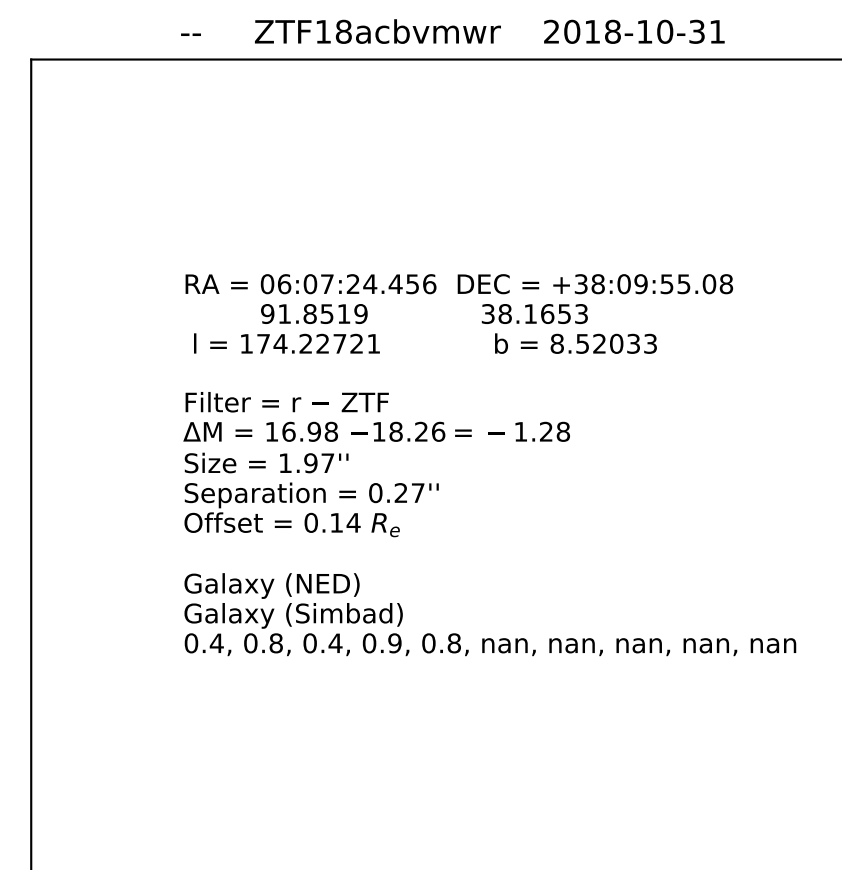 -- ZTF18acbvmwr 2018-10-31
RA = 06:07:24.456 DEC = +38:09:55.08
91.8519 38.1653
l = 174.22721 b = 8.52033
Filter = r − ZTF
ΔM = 16.98 −18.26 = − 1.28
Size = 1.97''
Separation = 0.27''
Offset = 0.14 Re
Galaxy (NED)
Galaxy (Simbad)
0.4, 0.8, 0.4, 0.9, 0.8, nan, nan, nan, nan, nan